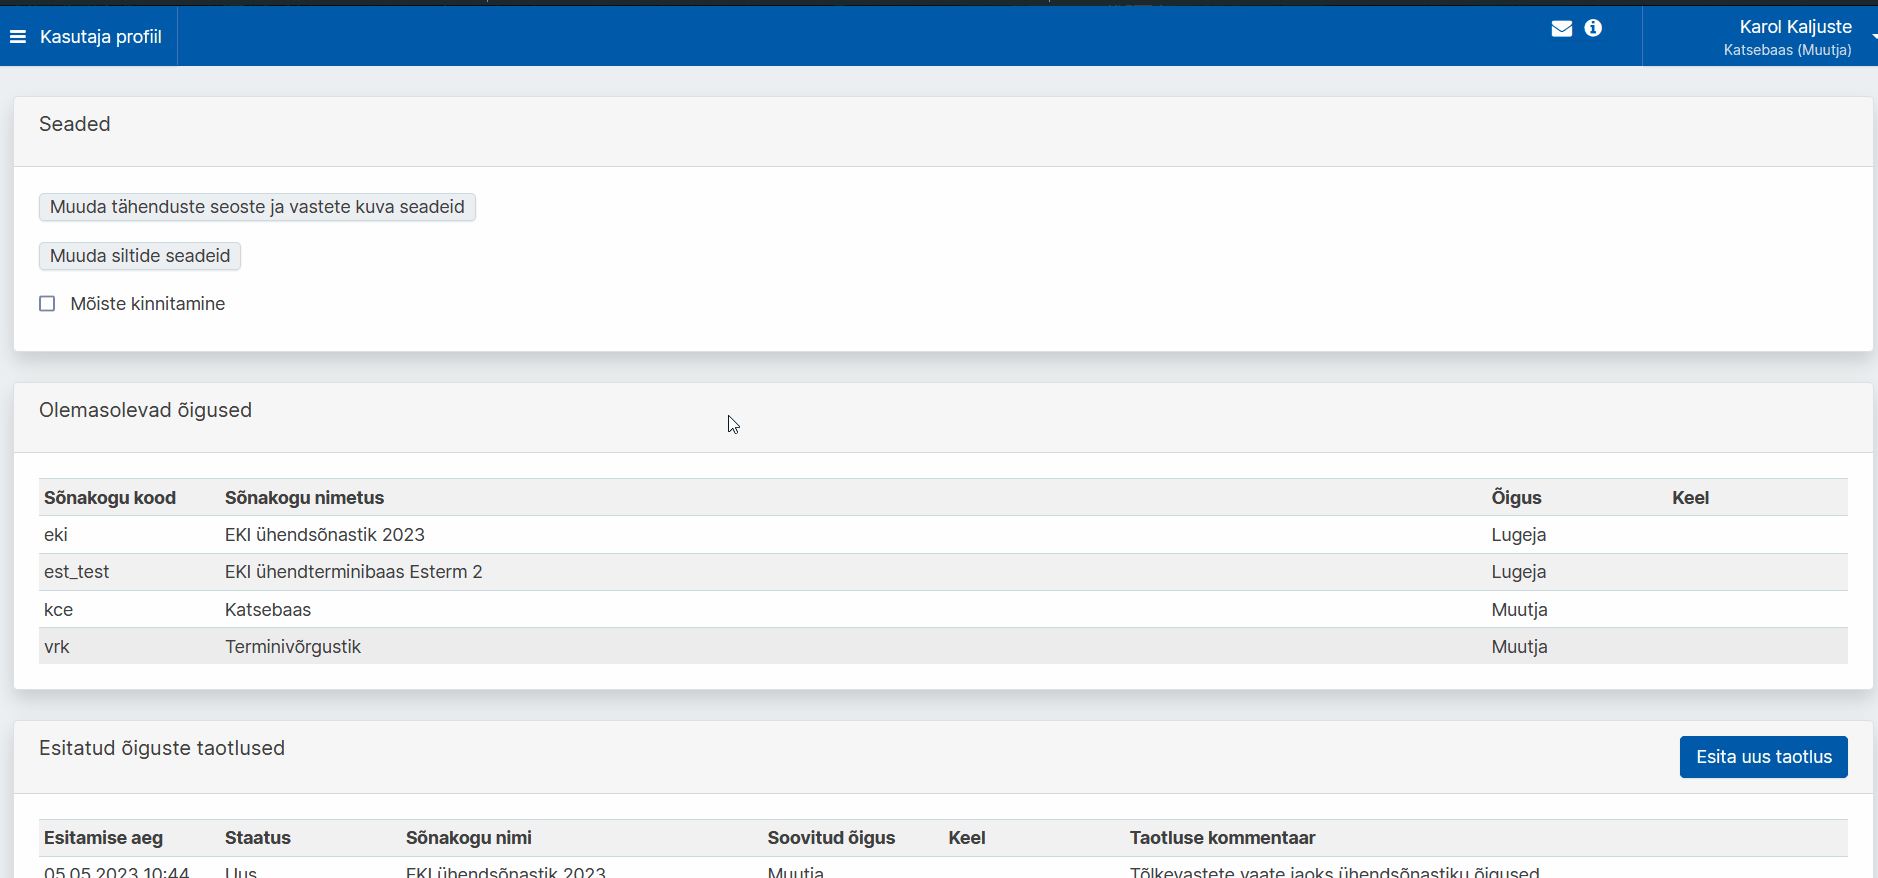 Kasutaja profiil
Karol Kaljuste
Katsebaas (Muutja)
Seaded
Muuda tähenduste seoste ja vastete kuva seadeid
Muuda siltide seadeid
Mõiste kinnitamine
Olemasolevad õigused
Sõnakogu kood Sõnakogu nimetus Õigus Keel
eki EKI ühendsõnastik 2023 Lugeja
est_test EKI ühendterminibaas Esterm 2 Lugeja
kce Katsebaas Muutja
vrk Terminivõrgustik Muutja
Esitatud õiguste taotlused
Esita uus taotlus
Esitamise aeg Staatus Sõnakogu nimi Soovitud õigus Keel Taotluse kommentaar
05.05.2023 10:44 Uus EKI ühendsõnastik 2023 Muutja Tõlkevastete vaate jaoks ühendsõnastiku õigused